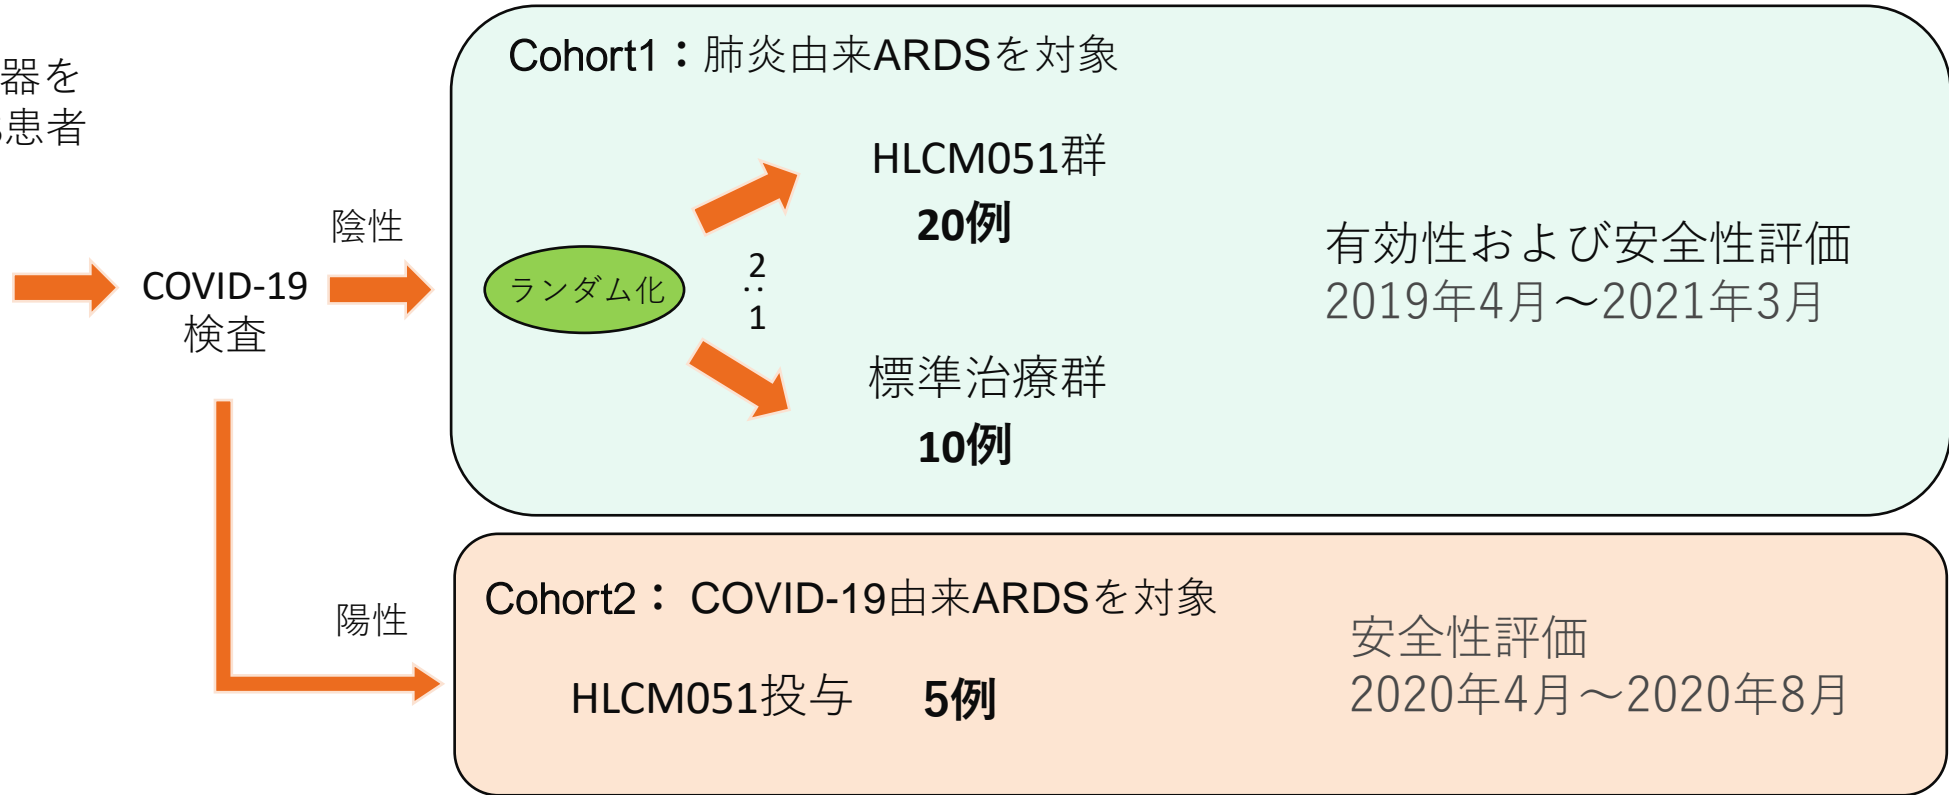 器を
患者
COVID-19
検査
陰性
陽性
Cohort1：肺炎由来ARDSを対象
ランダム化
HLCM051群
20例
2:1
標準治療群
10例
有効性および安全性評価
2019年4月～2021年3月
Cohort2： COVID-19由来ARDSを対象
HLCM051投与 5例
安全性評価
2020年4月～2020年8月